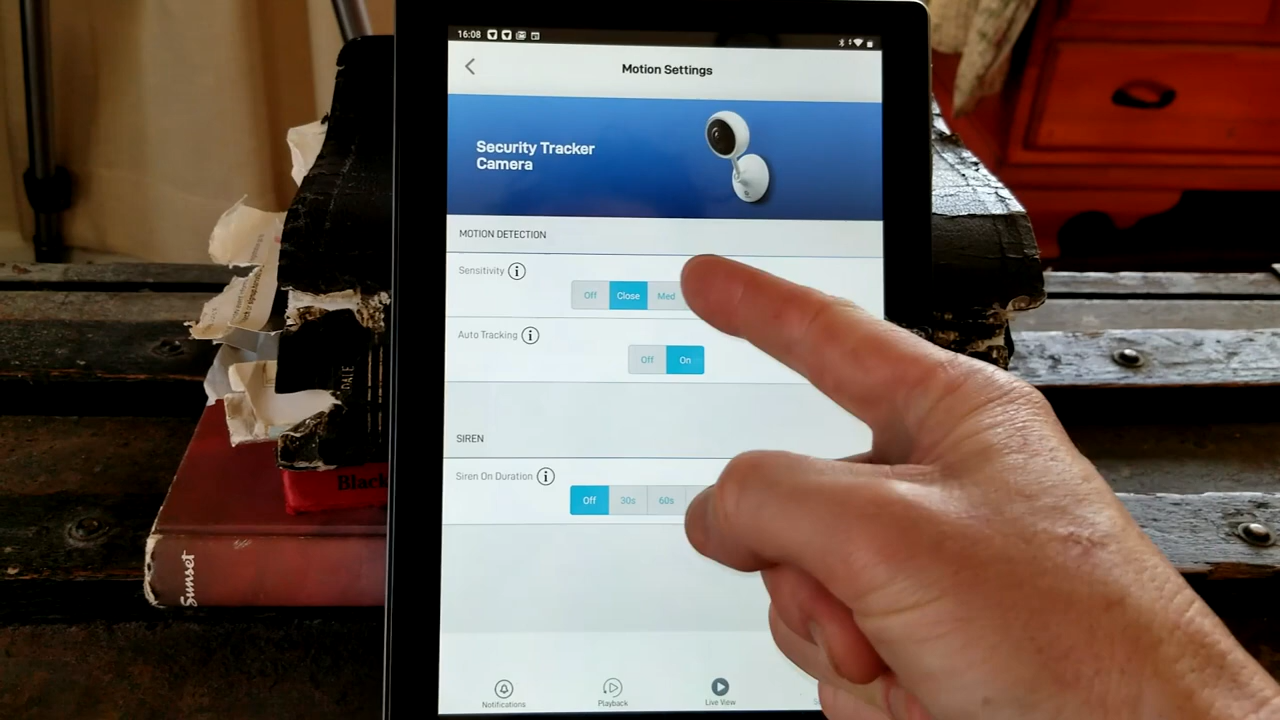 16:08
Motion Settings
Security Tracker
Camera
MOTION DETECTION
Sensitivity i
Off Close Med
Auto Tracking i
Off On
SIREN
Siren On Duration i
Off 30s 60s
Notifications Playback Live View
DALE
Black
Sunset